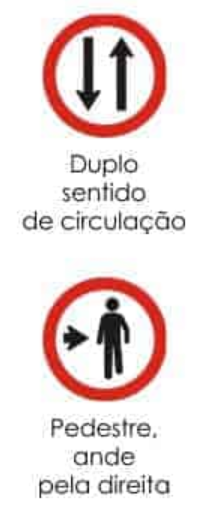 Duplo
sentido
de circulação
Pedestre,
ande
pela direita